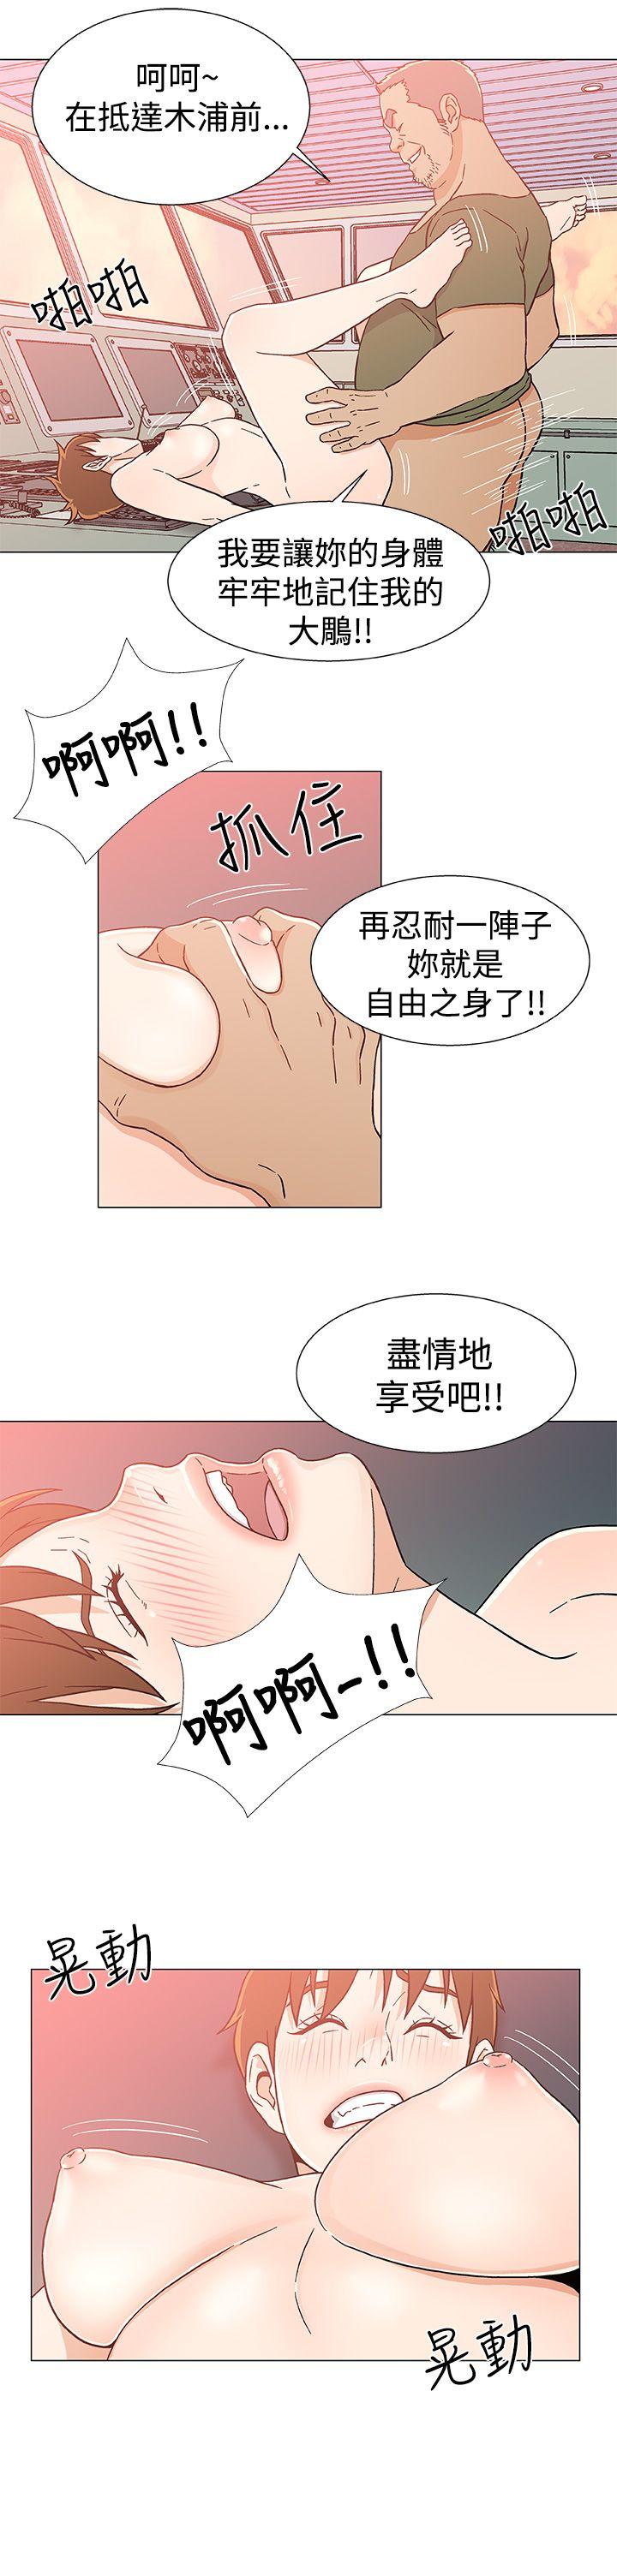 呵呵~
在抵達木浦前...
啪啪
啪啪
我要讓妳的身體
牢牢地記住我的
大鵰!!
啊啊!!
抓住
再忍耐一陣子
妳就是
自由之身了!!
盡情地
享受吧!!
啊啊~!!
晃動
晃動